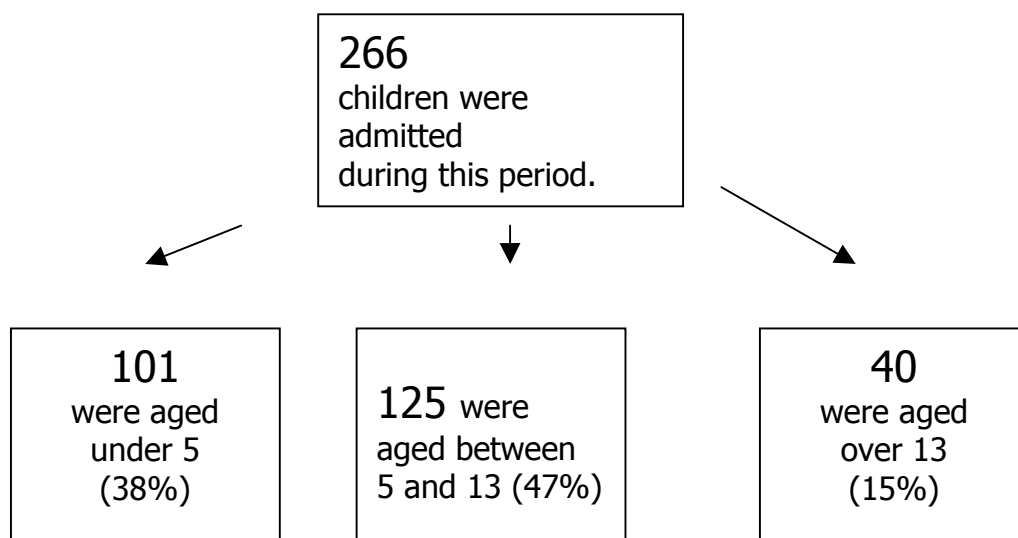 266
children were
admitted
during this period.
101
were aged
under 5
(38%)
125 were
aged between
5 and 13 (47%)
40
were aged
over 13
(15%)